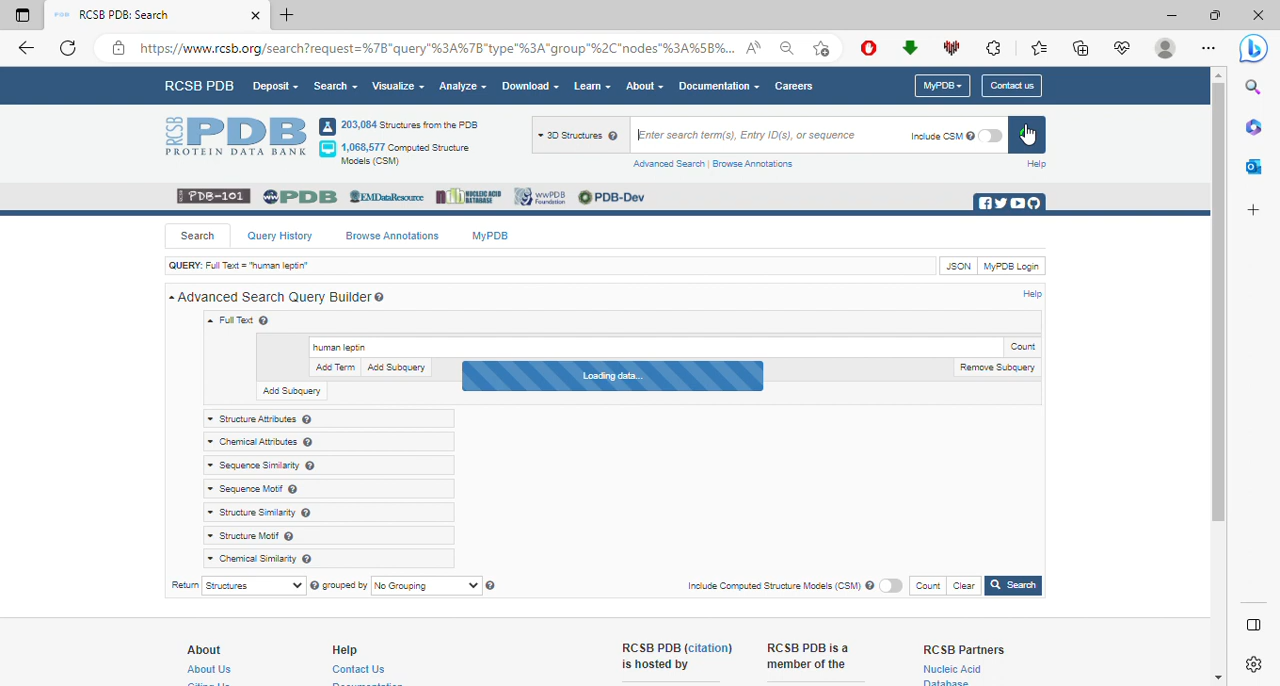 RCSB PDB: Search
https://www.rcsb.org/search?request=%7B"query"%3A%7B"type"%3A"group"%2C"nodes"%3A%5B%...
RCSB PDB Deposit Search Visualize Analyze Download Learn About Documentation Careers MyPDB Contact us
RCSB PDB
PROTEIN DATA BANK
203,084 Structures from the PDB
1,068,577 Computed Structure Models (CSM)
3D Structures
Enter search term(s), Entry ID(s), or sequence
Include CSM
Advanced Search | Browse Annotations
Help
PDB-101 PDB EMDataResource NUCLEIC ACID DATABASE wwPDB Foundation PDB-Dev
Search Query History Browse Annotations MyPDB
QUERY: Full Text = "human leptin"
JSON MyPDB Login
Advanced Search Query Builder
Help
Full Text
human leptin
Count
Add Term Add Subquery
Remove Subquery
Loading data...
Add Subquery
Structure Attributes
Chemical Attributes
Sequence Similarity
Sequence Motif
Structure Similarity
Structure Motif
Chemical Similarity
Return Structures grouped by No Grouping
Include Computed Structure Models (CSM) Count Clear Search
About
About Us
Citing Us
Help
Contact Us
Documentation
RCSB PDB (citation) is hosted by
RCSB PDB is a member of the
RCSB Partners
Nucleic Acid
Database